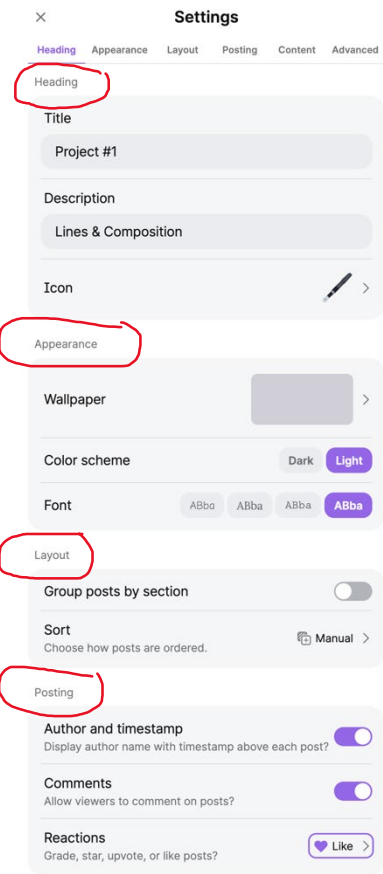 Settings
Heading Appearance Layout Posting Content Advanced
Heading
Title
Project #1
Description
Lines & Composition
Icon
Appearance
Wallpaper
Color scheme Dark Light
Font ABba ABba ABba ABba
Layout
Group posts by section
Sort
Choose how posts are ordered.
Manual
Posting
Author and timestamp
Display author name with timestamp above each post?
Comments
Allow viewers to comment on posts?
Reactions
Grade, star, upvote, or like posts?
Like